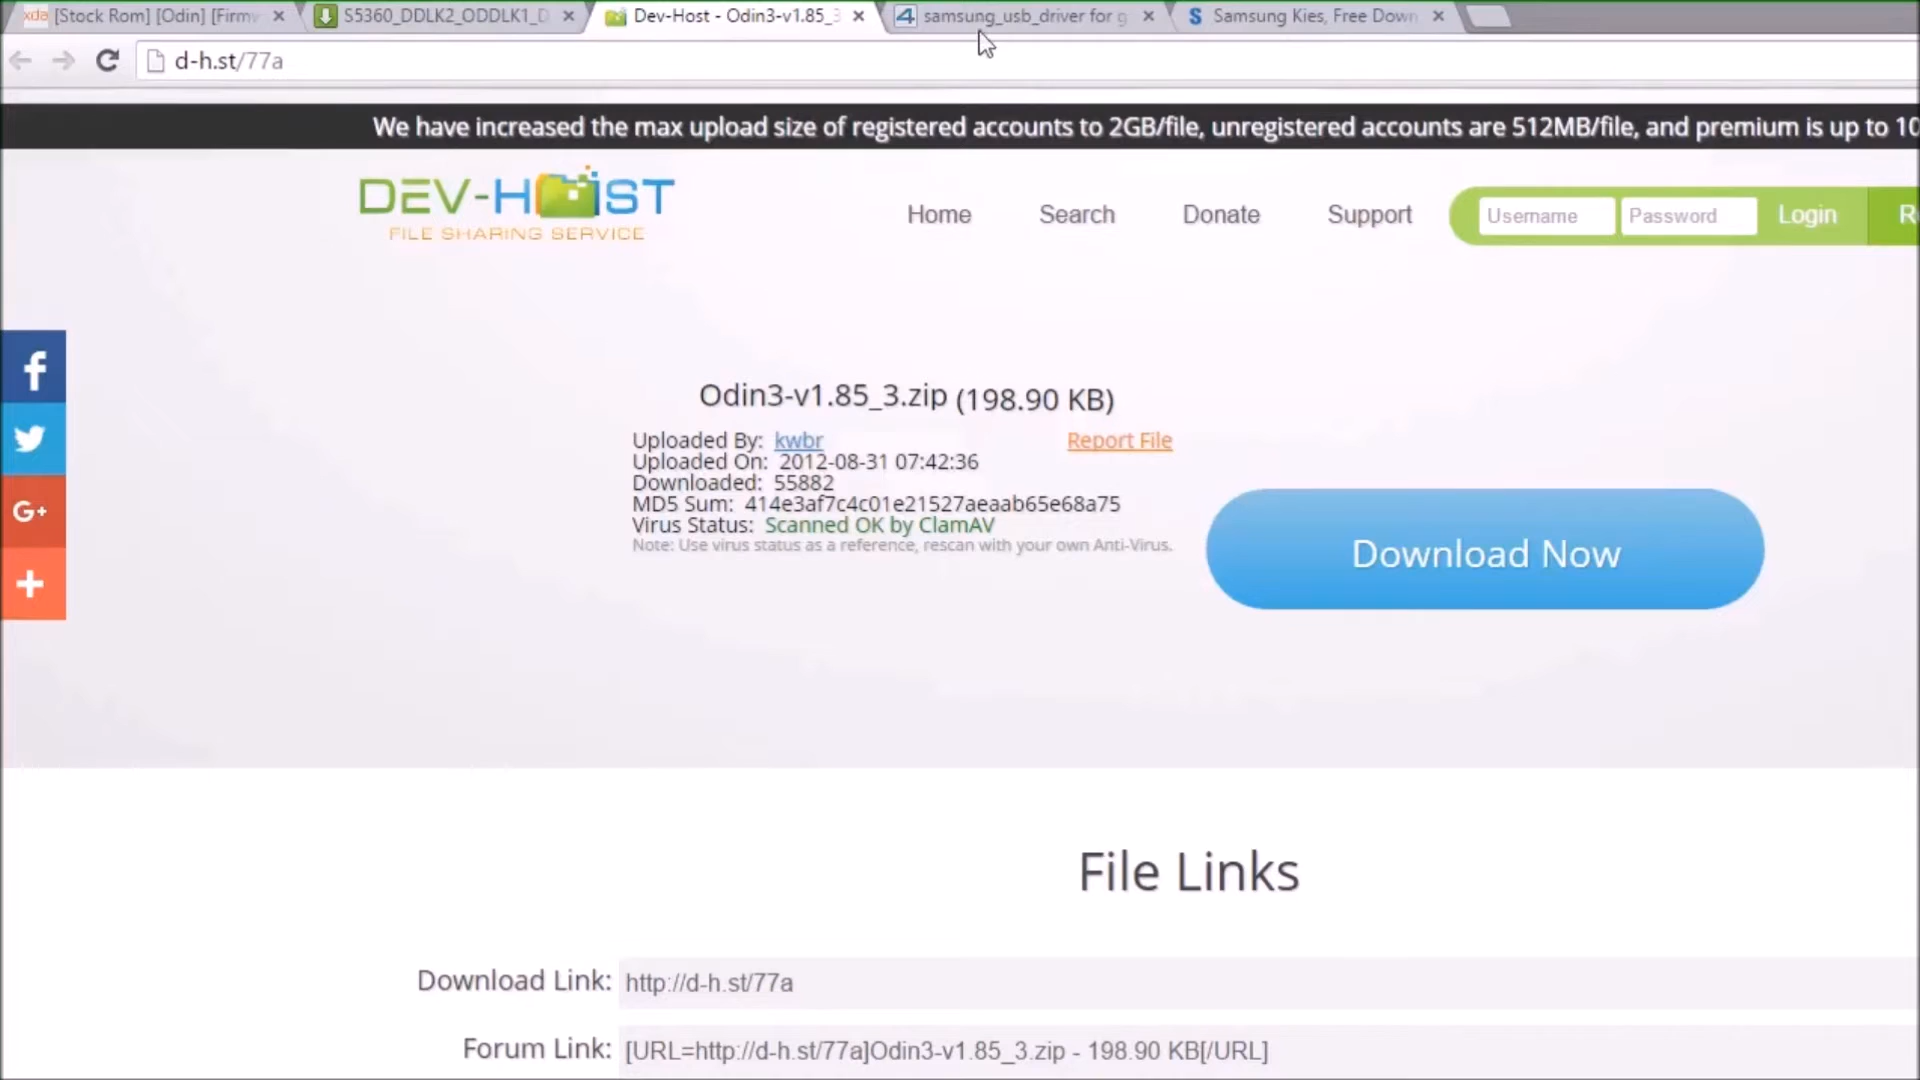 xda [Stock Rom] [Odin] [Firmw
S5360_DDLK2_ODDLK1_D
Dev-Host - Odin3-v1.85_3
samsung_usb_driver for g
S Samsung Kies, Free Down
d-h.st/77a
We have increased the max upload size of registered accounts to 2GB/file, unregistered accounts are 512MB/file, and premium is up to 10
DEV-HOST
FILE SHARING SERVICE
Home
Search
Donate
Support
Username
Password
Login
R
Odin3-v1.85_3.zip (198.90 KB)
Uploaded By: kwbr
Report File
Uploaded On: 2012-08-31 07:42:36
Downloaded: 55882
MD5 Sum: 414e3af7c4c01e21527aeaab65e68a75
Virus Status: Scanned OK by ClamAV
Note: Use virus status as a reference, rescan with your own Anti-Virus.
Download Now
File Links
Download Link: http://d-h.st/77a
Forum Link: [URL=http://d-h.st/77a]Odin3-v1.85_3.zip - 198.90 KB[/URL]